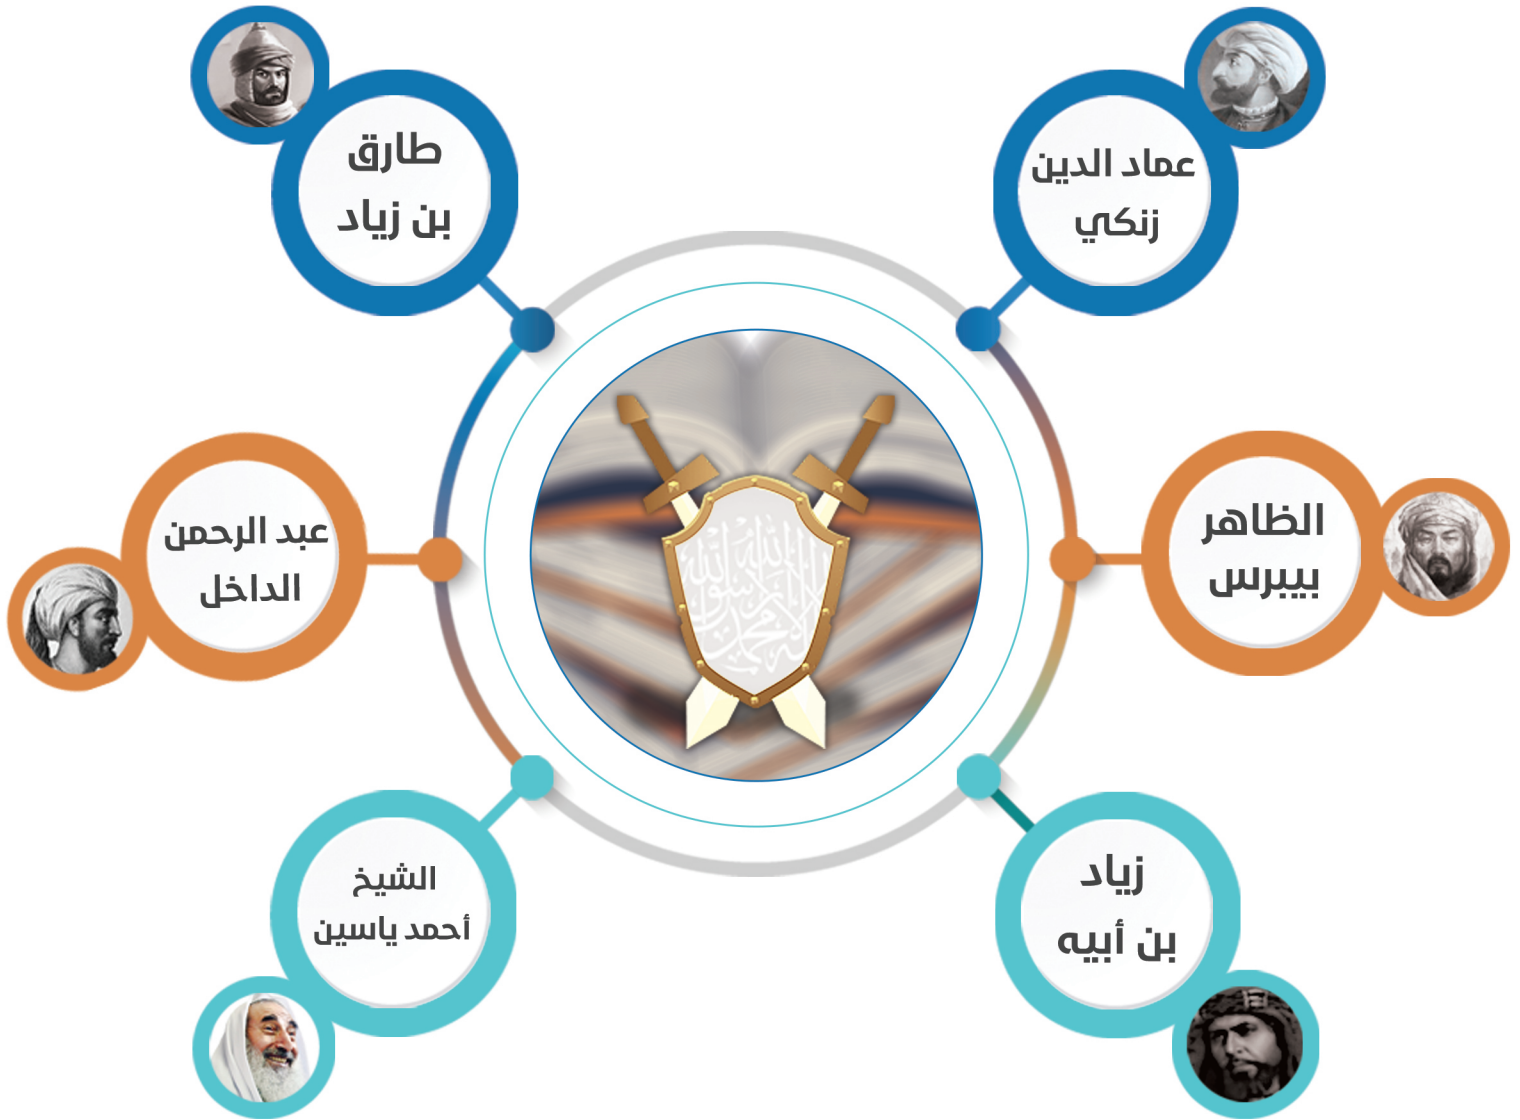 عماد الدين
زنكي
طارق
بن زياد
الظاهر
بيبرس
عبد الرحمن
الداخل
زياد
بن أبيه
الشيخ
أحمد ياسين